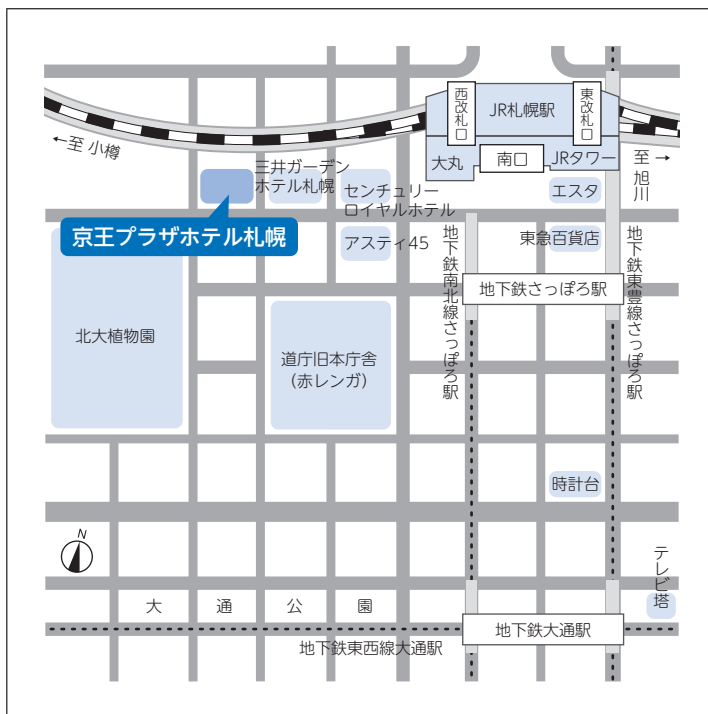 西改札口
JR札幌駅
東改札口
←至 小樽
大丸
南口
JRタワー
至→
旭川
三井ガーデン
ホテル札幌
センチュリー
ロイヤルホテル
エスタ
京王プラザホテル札幌
アスティ45
東急百貨店
地下鉄南北線さっぽろ駅
地下鉄東豊線さっぽろ駅
地下鉄さっぽろ駅
北大植物園
道庁旧本庁舎
(赤レンガ)
時計台
N
テレビ塔
大通公園
地下鉄大通駅
地下鉄東西線大通駅